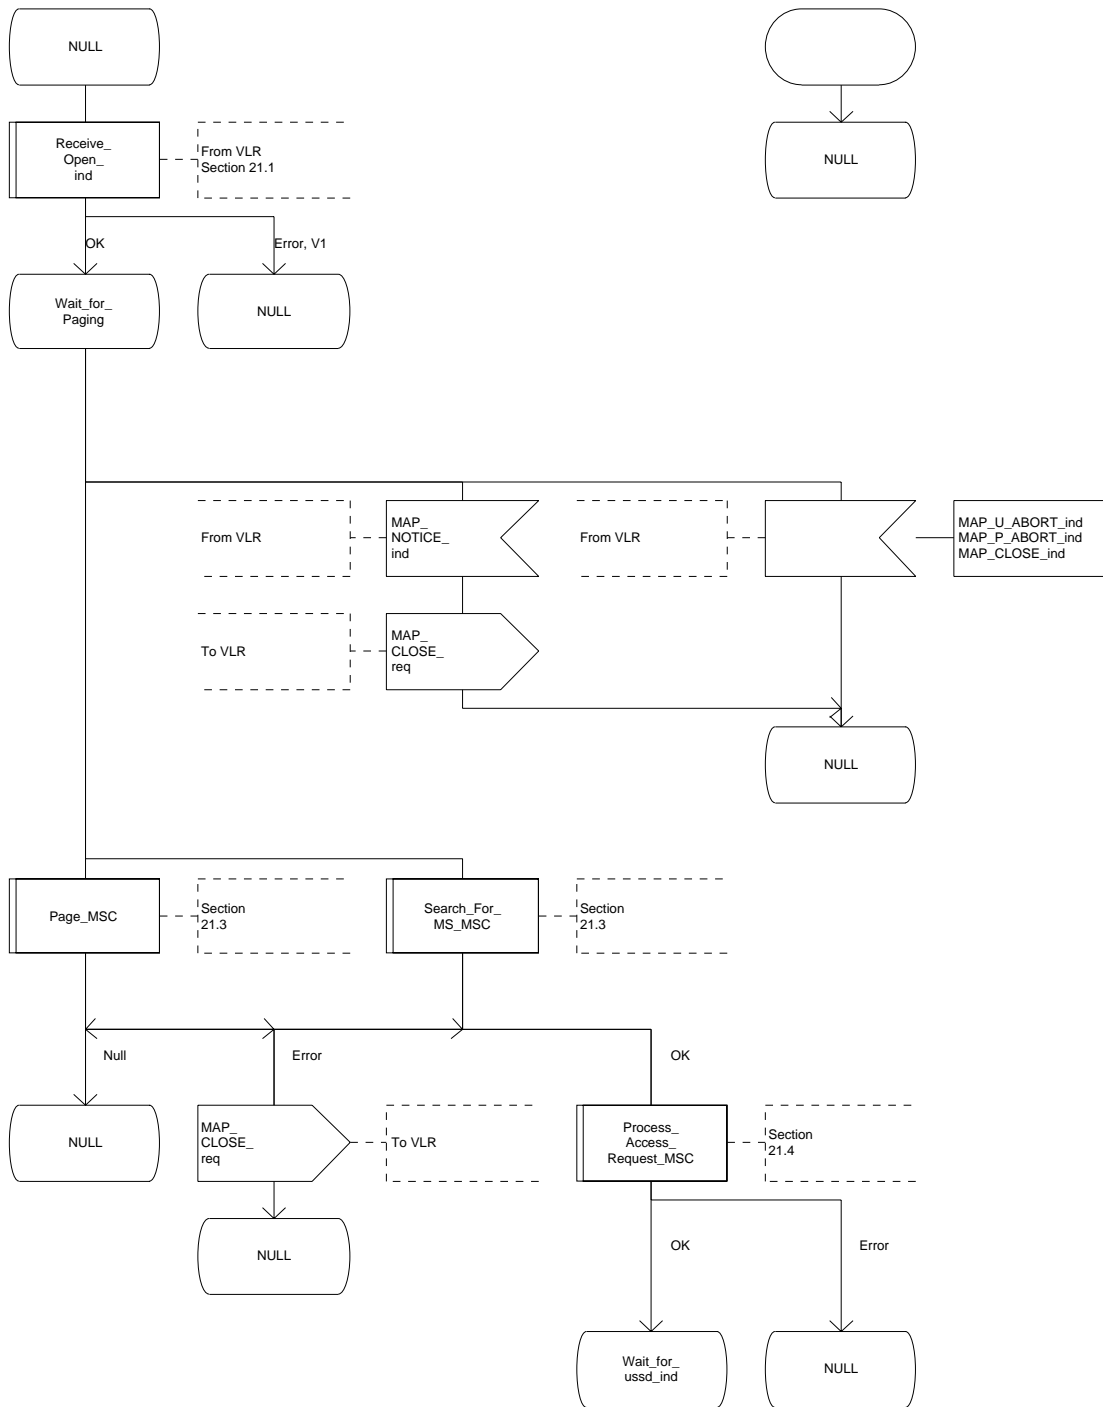 NULL
Receive_
Open_
ind
From VLR
Section 21.1
NULL
OK
Error, V1
Wait_for_
Paging
NULL
From VLR
MAP_
NOTICE_
ind
From VLR
MAP_U_ABORT_ind
MAP_P_ABORT_ind
MAP_CLOSE_ind
To VLR
MAP_
CLOSE_
req
NULL
Page_MSC
Section
21.3
Search_For_
MS_MSC
Section
21.3
Null
Error
OK
NULL
MAP_
CLOSE_
req
To VLR
Process_
Access_
Request_MSC
Section
21.4
NULL
OK
Error
Wait_for_
ussd_ind
NULL